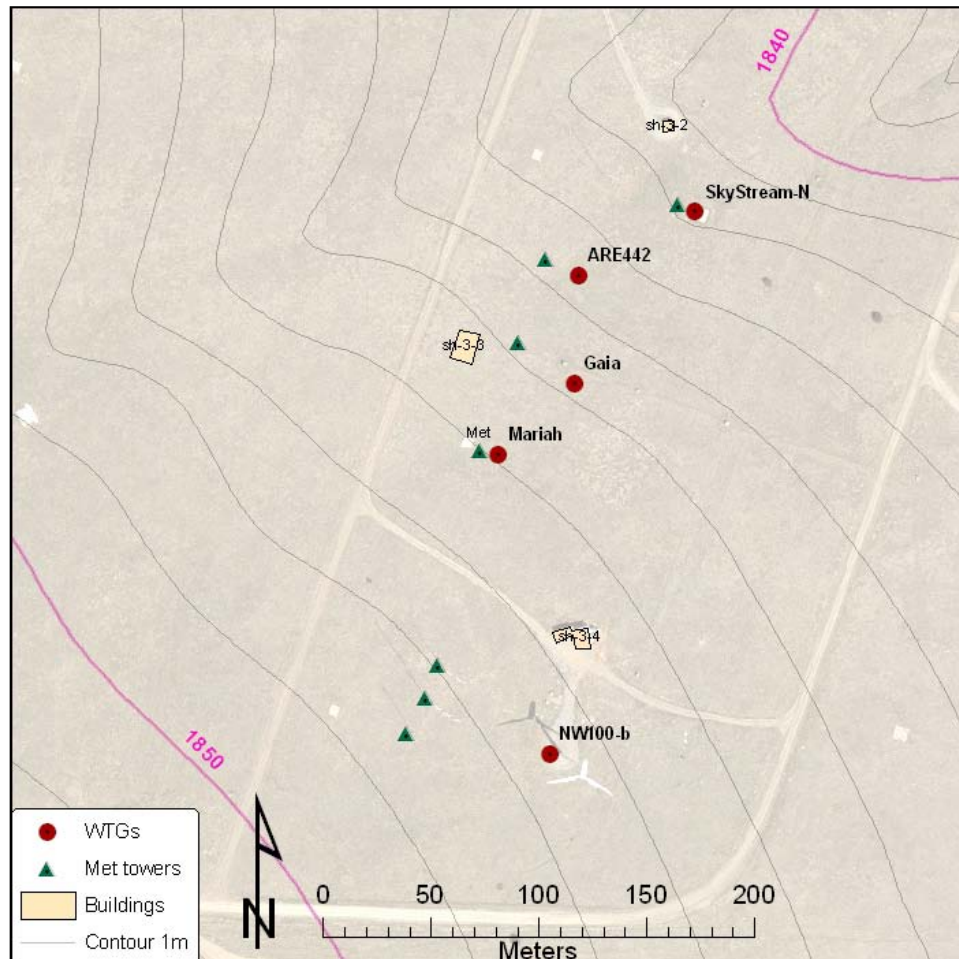 1840
sh-3-2
SkyStream-N
ARE442
sh-3-3
Gaia
Met
Mariah
sh-3-4
NW100-b
1850
WTGs
Met towers
Buildings
Contour 1m
N
0 50 100 150 200
Meters